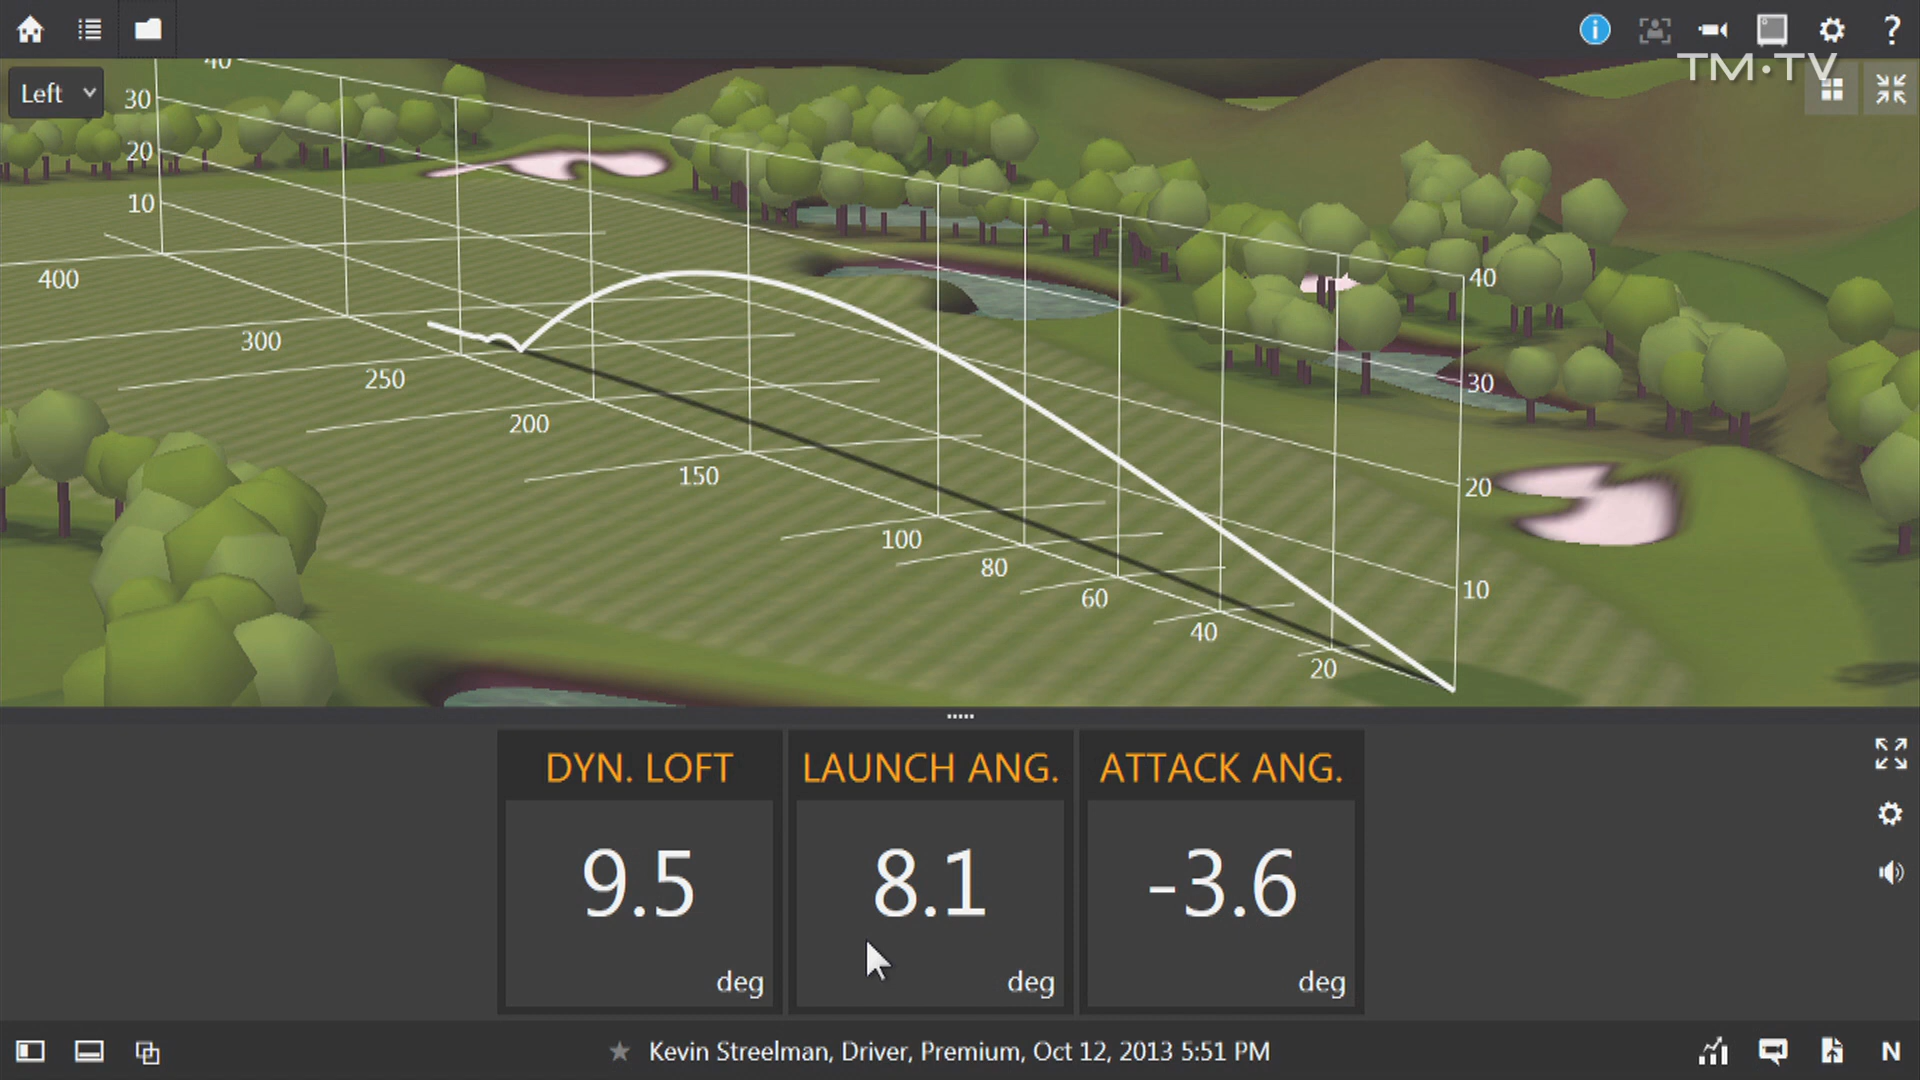 TM·TV
Left
40
30
20
10
400
300
250
200
150
100
80
60
40
20
40
30
20
10
DYN. LOFT
LAUNCH ANG.
ATTACK ANG.
9.5
8.1
-3.6
deg
deg
deg
Kevin Streelman, Driver, Premium, Oct 12, 2013 5:51 PM
N